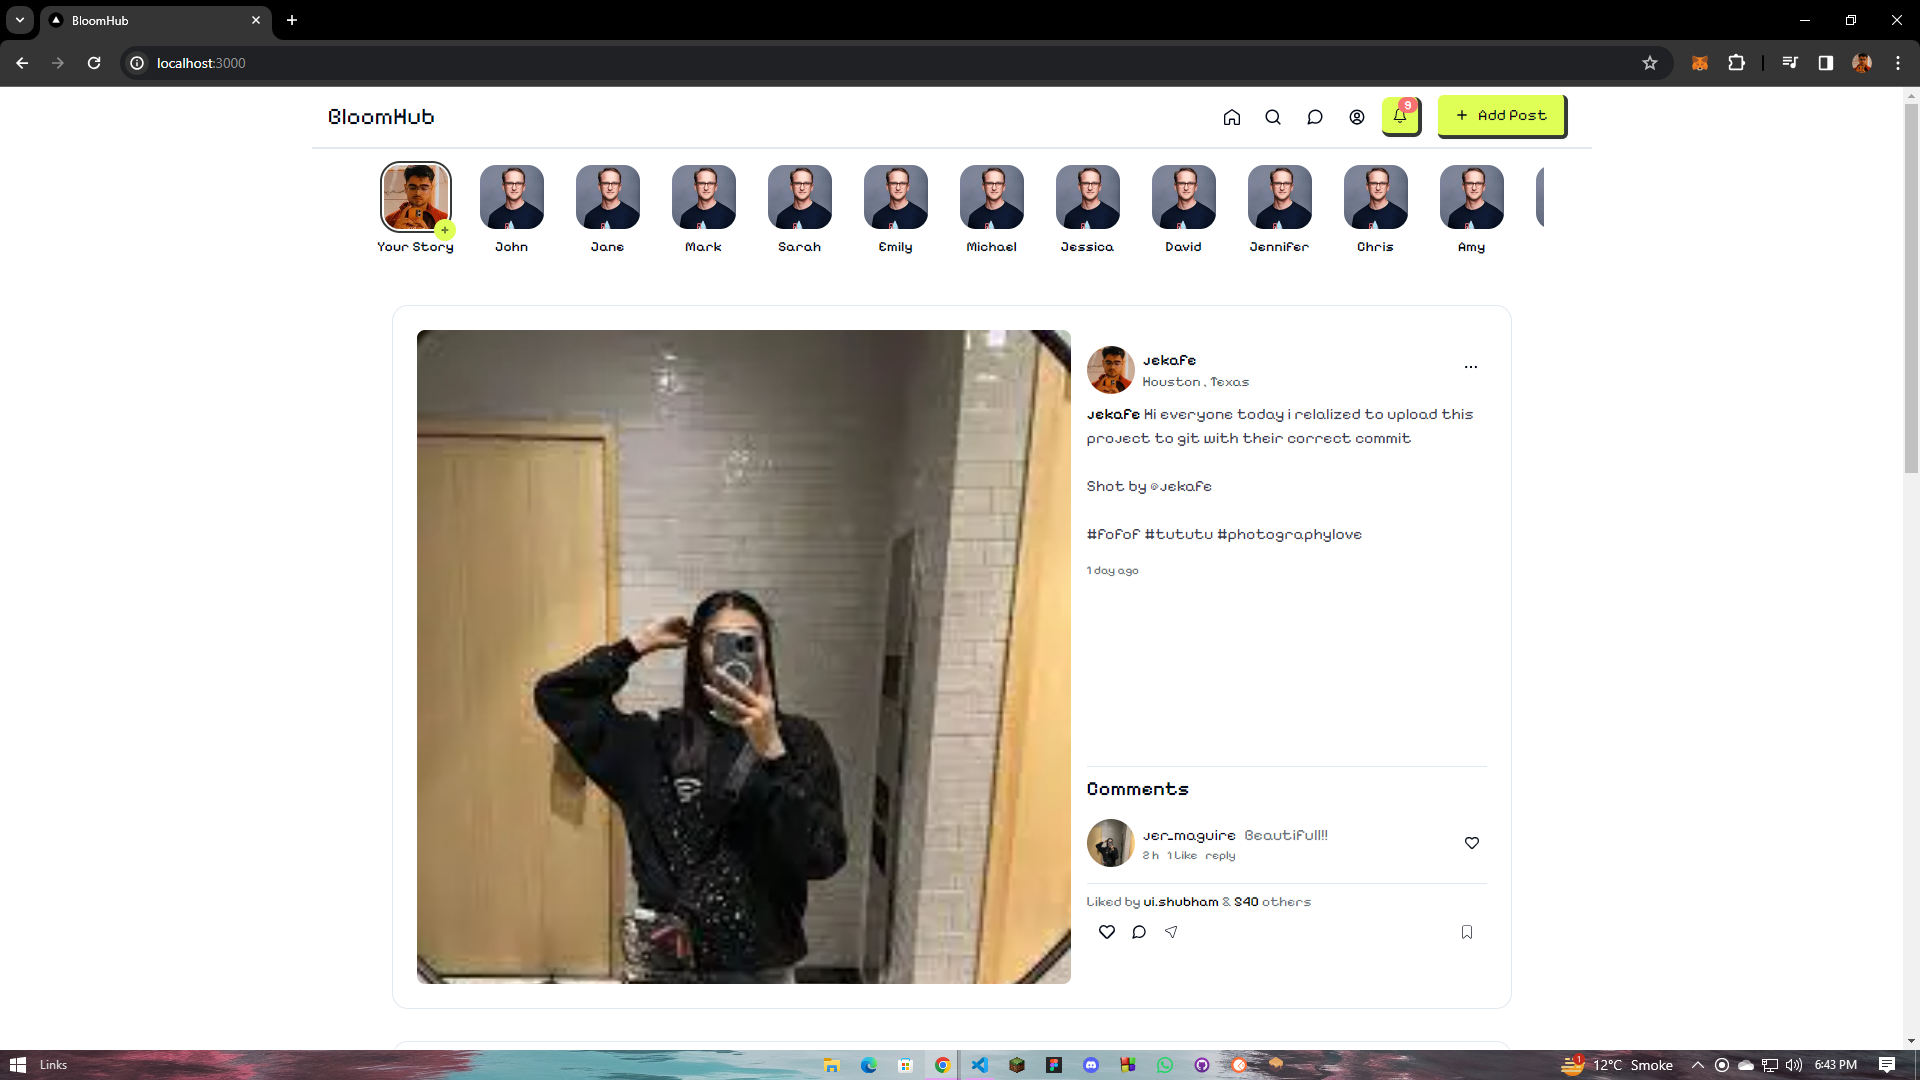 BloomHub
localhost:3000
BloomHub
9
+ Add Post
Your Story
John
Jane
Mark
Sarah
Emily
Michael
Jessica
David
Jennifer
Chris
Amy
jekafe
Houston , Texas
jekafe Hi everyone today i relalized to upload this
project to git with their correct commit
Shot by @jekafe
#fofof #tututu #photographylove
1 day ago
Comments
jer_maguire Beautifull!!
2 h 1 Like reply
Liked by ui.shubham & 840 others
Links
1
12°C Smoke
6:43 PM